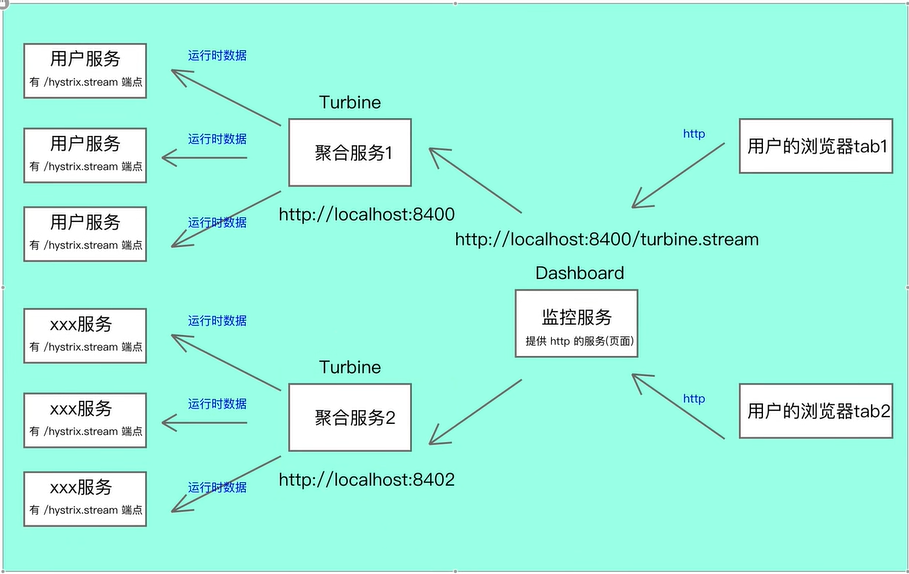 用户服务
有 /hystrix.stream 端点
运行时数据
用户服务
有 /hystrix.stream 端点
运行时数据
用户服务
有 /hystrix.stream 端点
运行时数据
Turbine
聚合服务1
http://localhost:8400
http
用户的浏览器tab1
http://localhost:8400/turbine.stream
Dashboard
监控服务
提供 http 的服务(页面)
xxx服务
有 /hystrix.stream 端点
运行时数据
xxx服务
有 /hystrix.stream 端点
运行时数据
xxx服务
有 /hystrix.stream 端点
运行时数据
Turbine
聚合服务2
http://localhost:8402
http
用户的浏览器tab2